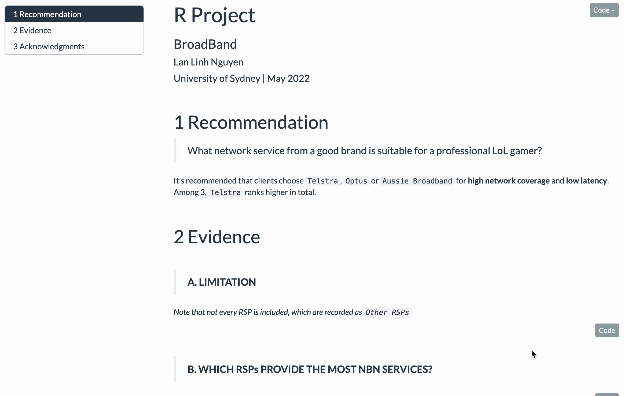 1 Recommendation
2 Evidence
3 Acknowledgments
Code
R Project
BroadBand
Lan Linh Nguyen
University of Sydney | May 2022
1 Recommendation
What network service from a good brand is suitable for a professional LoL gamer?
It's recommended that clients choose Telstra, Optus or Aussie Broadband for high network coverage and low latency.
Among 3, Telstra ranks higher in total.
2 Evidence
A. LIMITATION
Note that not every RSP is included, which are recorded as Other RSPs
Code
B. WHICH RSPs PROVIDE THE MOST NBN SERVICES?